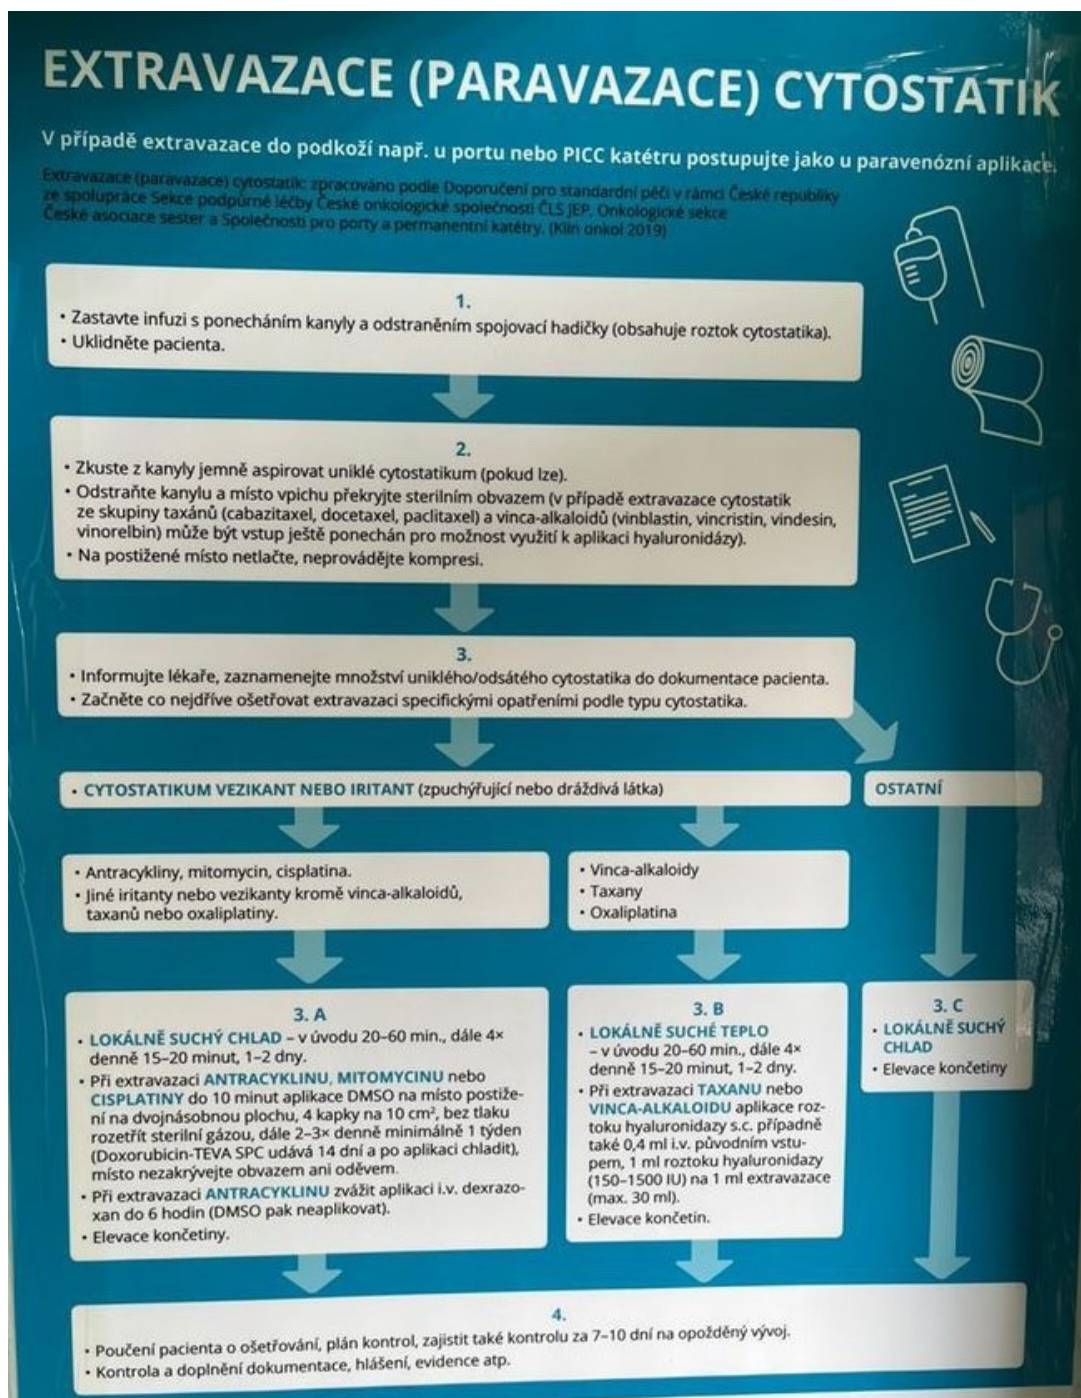 EXTRAVAZACE (PARAVAZACE) CYTOSTATIK
V případě extravazace do podkoží např. u portu nebo PICC katétru postupujte jako u paravenózní aplikace.
Extravazace (paravazace) cytostatik: zpracováno podle Doporučení pro standardní péči v rámci České republiky
ze spolupráce Sekce podpůrné léčby České onkologické společnosti ČLS JEP, Onkologické sekce
České asociace sester a Společnosti pro porty a permanentní katétry. (Klin onkol 2019)
1.
• Zastavte infuzi s ponecháním kanyly a odstraněním spojovací hadičky (obsahuje roztok cytostatika).
• Uklidněte pacienta.
2.
• Zkuste z kanyly jemně aspirovat uniklé cytostatikum (pokud lze).
• Odstraňte kanylu a místo vpichu překryjte sterilním obvazem (v případě extravazace cytostatik
ze skupiny taxánů (cabazitaxel, docetaxel, paclitaxel) a vinca-alkaloidů (vinblastin, vincristin, vindesin,
vinorelbin) může být vstup ještě ponechán pro možnost využití k aplikaci hyaluronidázy).
• Na postižené místo netlačte, neprovádějte kompresi.
3.
• Informujte lékaře, zaznamenejte množství uniklého/odsátého cytostatika do dokumentace pacienta.
• Začněte co nejdříve ošetřovat extravazaci specifickými opatřeními podle typu cytostatika.
• CYTOSTATIKUM VEZIKANT NEBO IRITANT (zpuchýřující nebo dráždivá látka)
OSTATNÍ
• Antracykliny, mitomycin, cisplatina.
• Jiné iritanty nebo vezikanty kromě vinca-alkaloidů,
taxanů nebo oxaliplatiny.
• Vinca-alkaloidy
• Taxany
• Oxaliplatina
3. A
• LOKÁLNĚ SUCHÝ CHLAD – v úvodu 20–60 min., dále 4×
denně 15–20 minut, 1–2 dny.
• Při extravazaci ANTRACYKLINU, MITOMYCINU nebo
CISPLATINY do 10 minut aplikace DMSO na místo postiže-
ní na dvojnásobnou plochu, 4 kapky na 10 cm², bez tlaku
rozetřít sterilní gázou, dále 2–3× denně minimálně 1 týden
(Doxorubicin-TEVA SPC udává 14 dní a po aplikaci chladit),
místo nezakrývejte obvazem ani oděvem.
• Při extravazaci ANTRACYKLINU zvážit aplikaci i.v. dexrazo-
xan do 6 hodin (DMSO pak neaplikovat).
• Elevace končetiny.
3. B
• LOKÁLNĚ SUCHÉ TEPLO
– v úvodu 20–60 min., dále 4×
denně 15–20 minut, 1–2 dny.
• Při extravazaci TAXANU nebo
VINCA-ALKALOIDU aplikace roz-
toku hyaluronidazy s.c. případně
také 0,4 ml i.v. původním vstu-
pem, 1 ml roztoku hyaluronidazy
(150–1500 IU) na 1 ml extravazace
(max. 30 ml).
• Elevace končetin.
3. C
• LOKÁLNĚ SUCHÝ
CHLAD
• Elevace končetiny
4.
• Poučení pacienta o ošetřování, plán kontrol, zajistit také kontrolu za 7–10 dní na opožděný vývoj.
• Kontrola a doplnění dokumentace, hlášení, evidence atp.